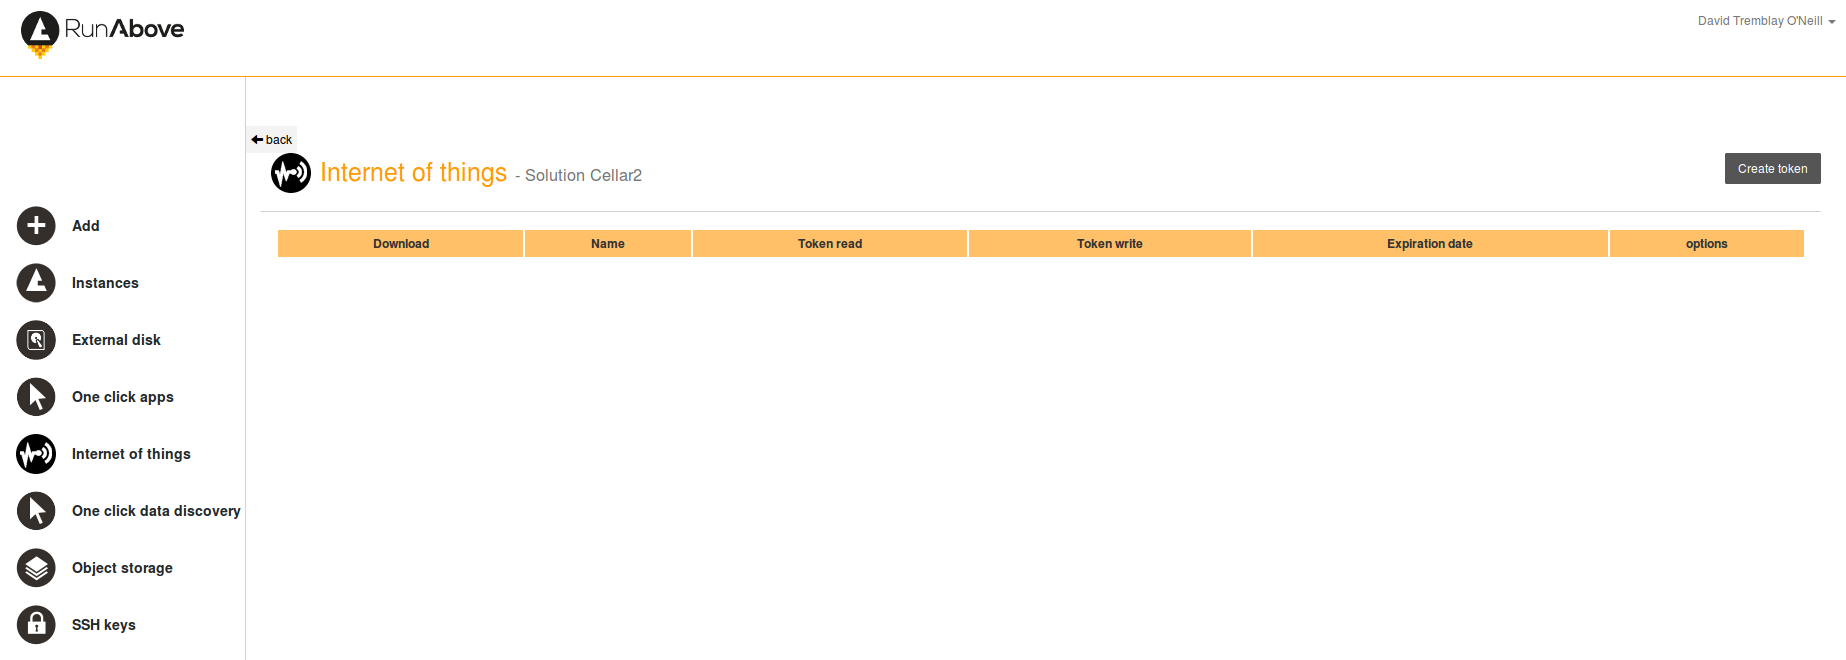 RunAbove
David Tremblay O'Neill
back
Internet of things - Solution Cellar2
Create token
Download Name Token read Token write Expiration date options
Add
Instances
External disk
One click apps
Internet of things
One click data discovery
Object storage
SSH keys